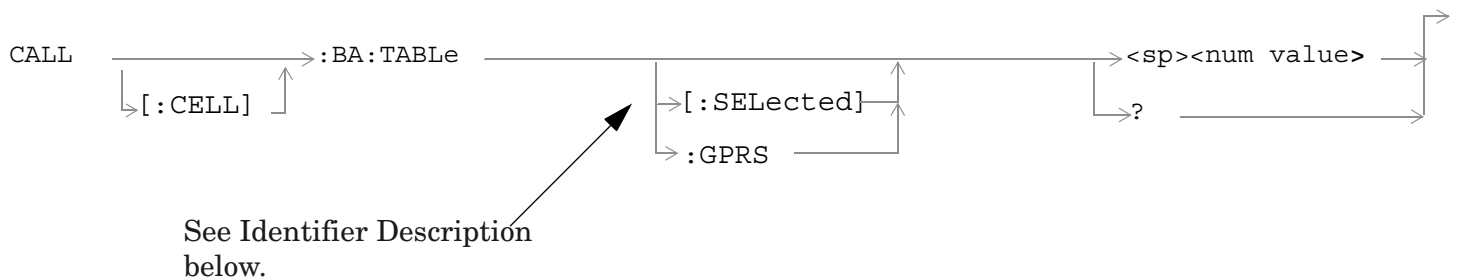 CALL :BA:TABLe <sp><num value>
[:CELL] [:SELected] ?
:GPRS
See Identifier Description
below.